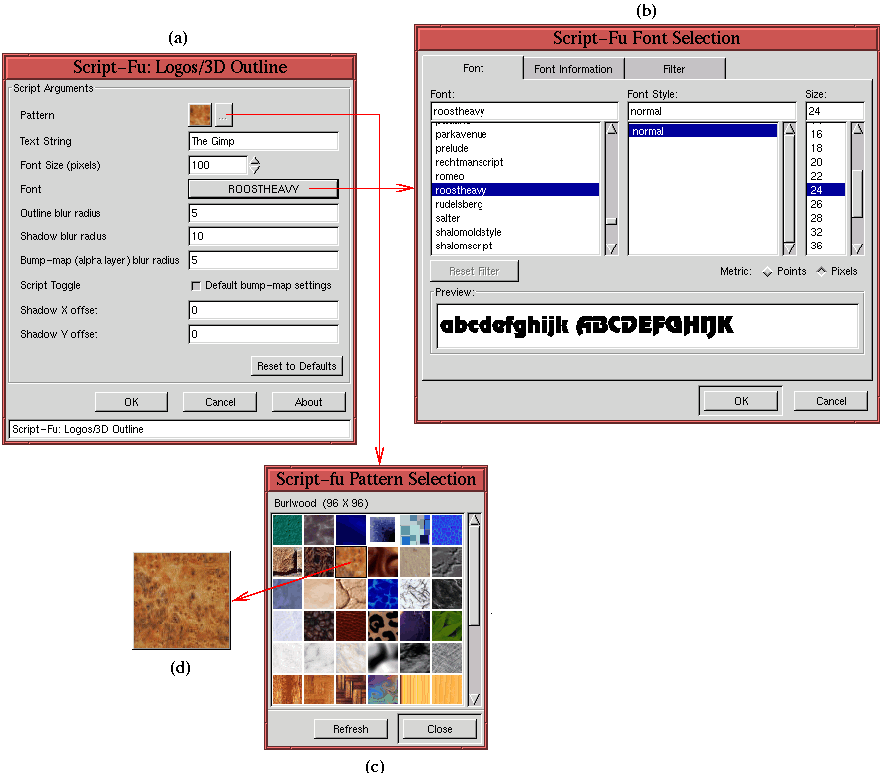 (a)
Script-Fu: Logos/3D Outline
Script Arguments
Pattern
...
Text String
The Gimp
Font Size (pixels)
100
Font
ROOSTHEAVY
Outline blur radius
5
Shadow blur radius
10
Bump-map (alpha layer) blur radius
5
Script Toggle
Default bump-map settings
Shadow X offse:
0
Shadow Y offse:
0
Reset to Defaults
OK
Cancel
About
Script-Fu: Logos/3D Outline
(b)
Script-Fu Font Selection
Fon:
Font Information
Filter
Fon:
Font Style:
Size:
roostheavy
normal
24
parkavenue
prelude
rechtmanscript
romeo
roostheavy
rudelsberg
salter
shalomoldstyle
shalomscript
normal
16
18
20
22
24
26
28
32
36
Reset Filter
Metric:
Points
Pixels
Preview:
abcdefghijk ABCDEFGHIJK
OK
Cancel
Script-fu Pattern Selection
Burlwood (96 X 96)
Refresh
Close
(c)
(d)